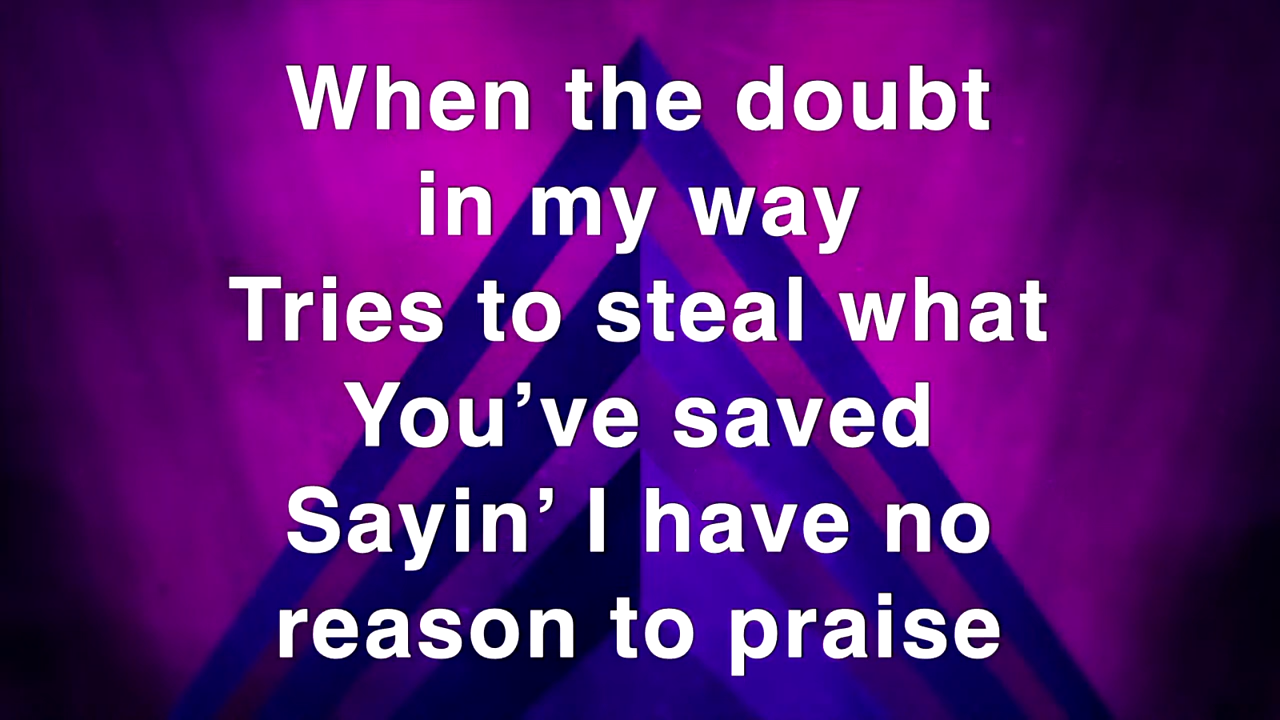 When the doubt
in my way
Tries to steal what
You’ve saved
Sayin’ I have no
reason to praise